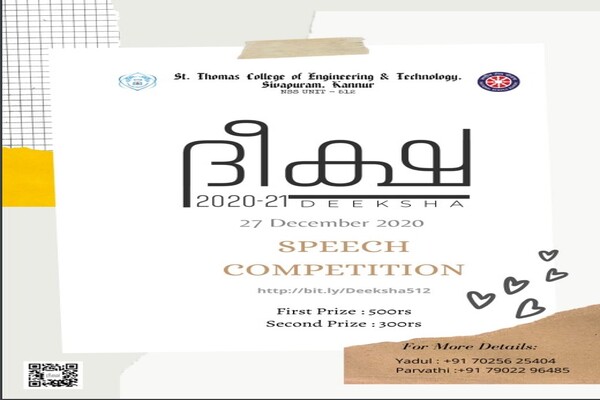 St. Thomas College of Engineering & Technology.
Sivapuram, Kannur
NSS UNIT - 512
ദീക്ഷ
2020-21 DEEKSHA
27 December 2020
SPEECH
COMPETITION
http://bit.ly/Deeksha512
First Prize : 500rs
Second Prize : 300rs
For More Details:
Yadul : +91 70256 25404
Parvathi :+91 79022 96485